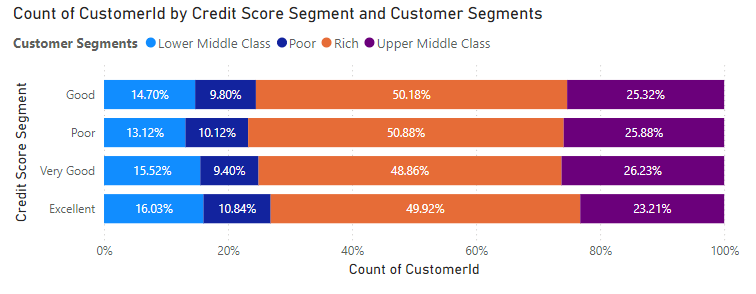 Count of CustomerId by Credit Score Segment and Customer Segments
Customer Segments Lower Middle Class Poor Rich Upper Middle Class
Credit Score Segment
Good 14.70% 9.80% 50.18% 25.32%
Poor 13.12% 10.12% 50.88% 25.88%
Very Good 15.52% 9.40% 48.86% 26.23%
Excellent 16.03% 10.84% 49.92% 23.21%
0% 20% 40% 60% 80% 100%
Count of CustomerId